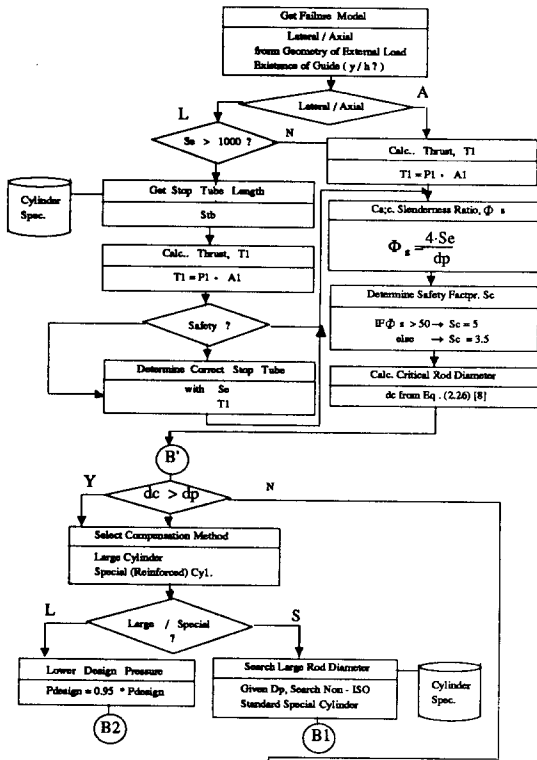 Get Failuse Model
Lateral / Axial
fromn Geometry of External Load
Existence of Guide ( y / h ? )
Lateral / Axial
L
A
Se > 1000 ?
N
Calc.. Thrust, T1
T1 = P1 · A1
Cylinder
Spec.
Get Stop Tube Length
Stb
Calc.. Thrust, T1
T1 = P1 · A1
Safety ?
Determine Correct Stop Tube
with Se
T1
Ca;c. Slenderness Ratio, Φ s
Φ s = 4·Se / dp
Determine Safety Factpr. Sc
IF Φ s > 50 → Sc = 5
else → Sc = 3.5
Calc. Critical Rod Diameter
dc from Eq . (2.26) [8]
B'
Y
dc > dp
N
Select Compensation Method
Large Cylinder
Special (Reinforced) Cy1.
L
Large / Special
?
S
Lower Design Pressure
Pdesign = 0.95 * Pdesign
B2
Search Large Rod Diameter
Given Dp, Search Non - ISO
Standard Special Cylinder
B1
Cylinder
Spec.